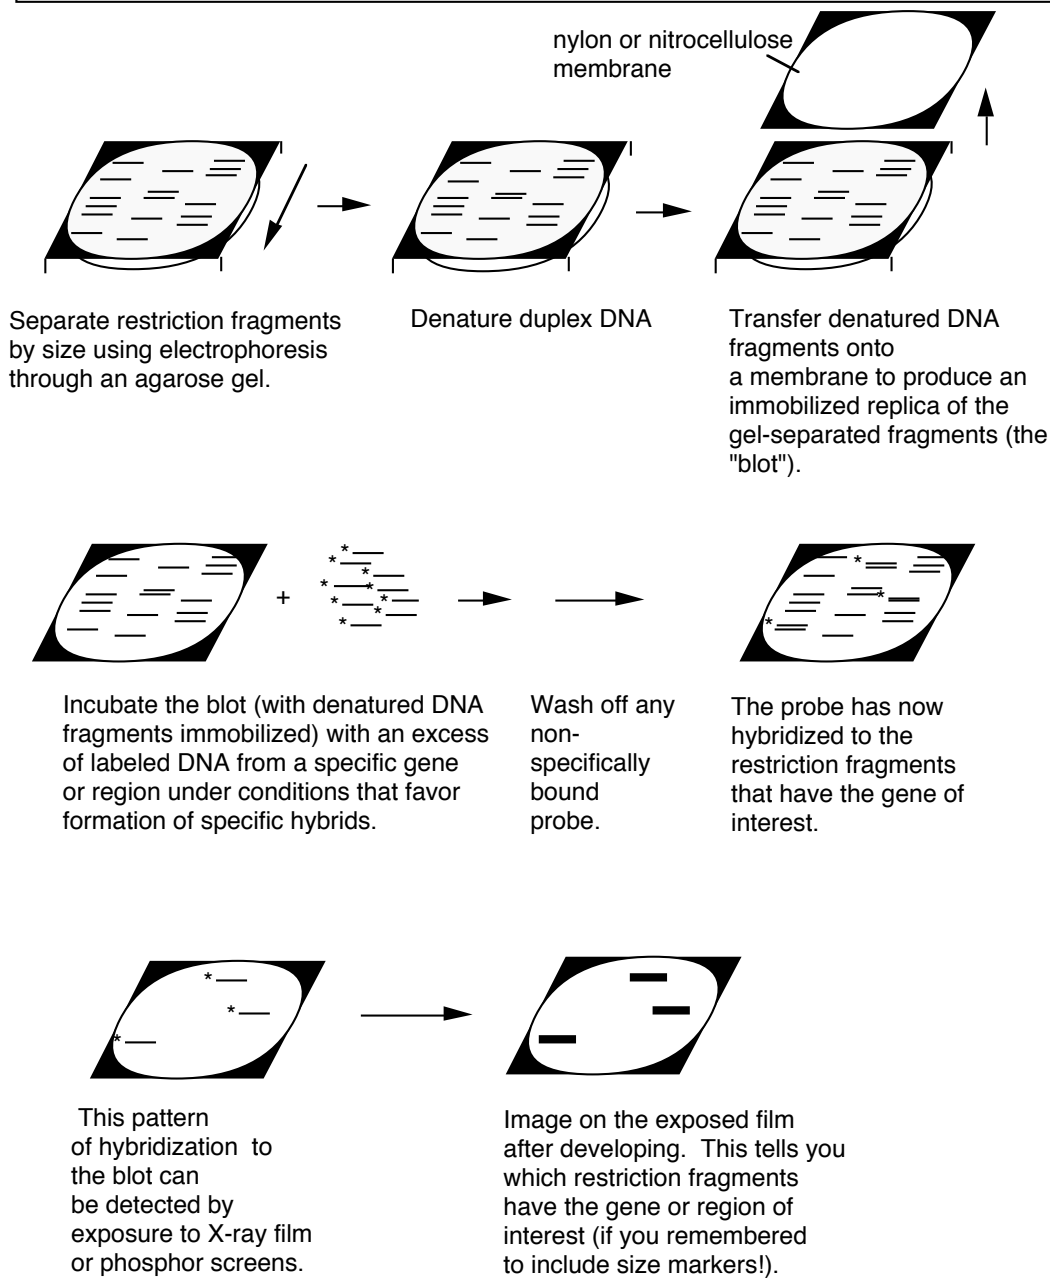 nylon or nitrocellulose
membrane
Separate restriction fragments
by size using electrophoresis
through an agarose gel.
Denature duplex DNA
Transfer denatured DNA
fragments onto
a membrane to produce an
immobilized replica of the
gel-separated fragments (the
"blot").
+
Incubate the blot (with denatured DNA
fragments immobilized) with an excess
of labeled DNA from a specific gene
or region under conditions that favor
formation of specific hybrids.
Wash off any
non-
specifically
bound
probe.
The probe has now
hybridized to the
restriction fragments
that have the gene of
interest.
This pattern
of hybridization to
the blot can
be detected by
exposure to X-ray film
or phosphor screens.
Image on the exposed film
after developing. This tells you
which restriction fragments
have the gene or region of
interest (if you remembered
to include size markers!).